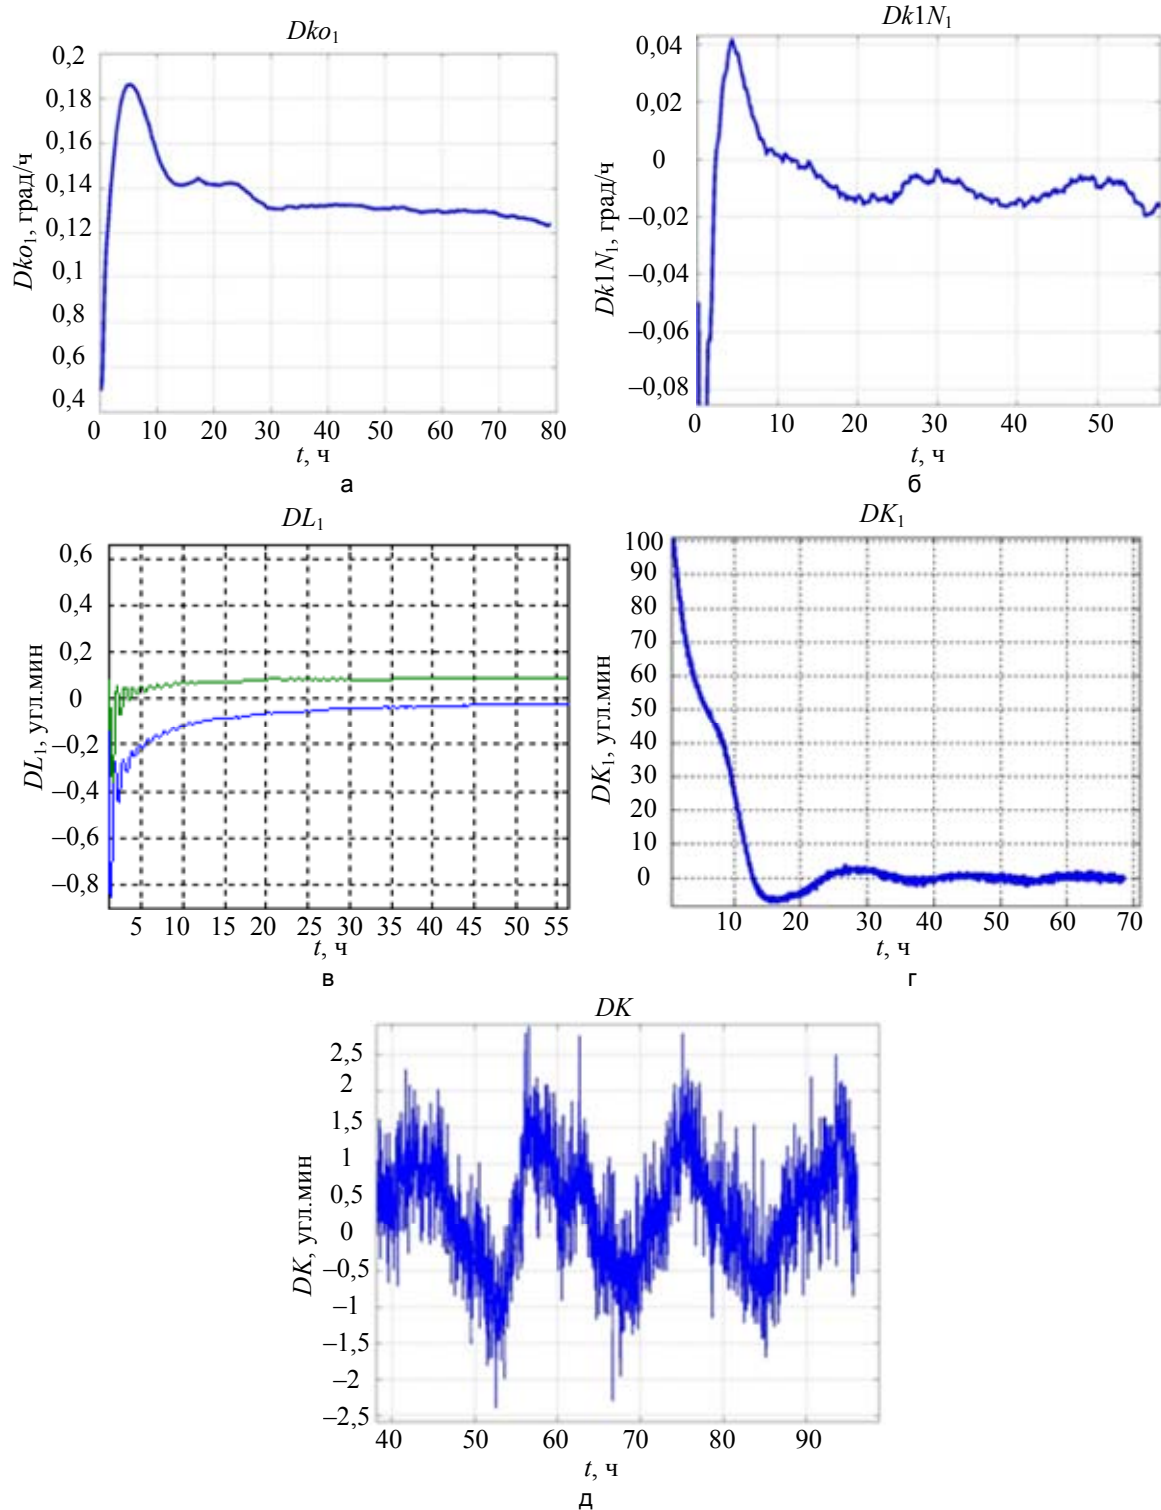 Dko₁
Dko₁, град/ч
0,2
0,18
0,16
0,14
0,12
0,1
0,8
0,6
0,4
0 10 20 30 40 50 60 70 80
t, ч
а
Dk1N₁
Dk1N₁, град/ч
0,04
0,02
0
–0,02
–0,04
–0,06
–0,08
0 10 20 30 40 50
t, ч
б
DL₁
DL₁, угл.мин
0,6
0,4
0,2
0
–0,2
–0,4
–0,6
–0,8
5 10 15 20 25 30 35 40 45 50 55
t, ч
в
DK₁
DK₁, угл.мин
100
90
80
70
60
50
40
30
20
10
0
10 20 30 40 50 60 70
t, ч
г
DK
DK, угл.мин
2,5
2
1,5
1
0,5
0
–0,5
–1
–1,5
–2
–2,5
40 50 60 70 80 90
t, ч
д